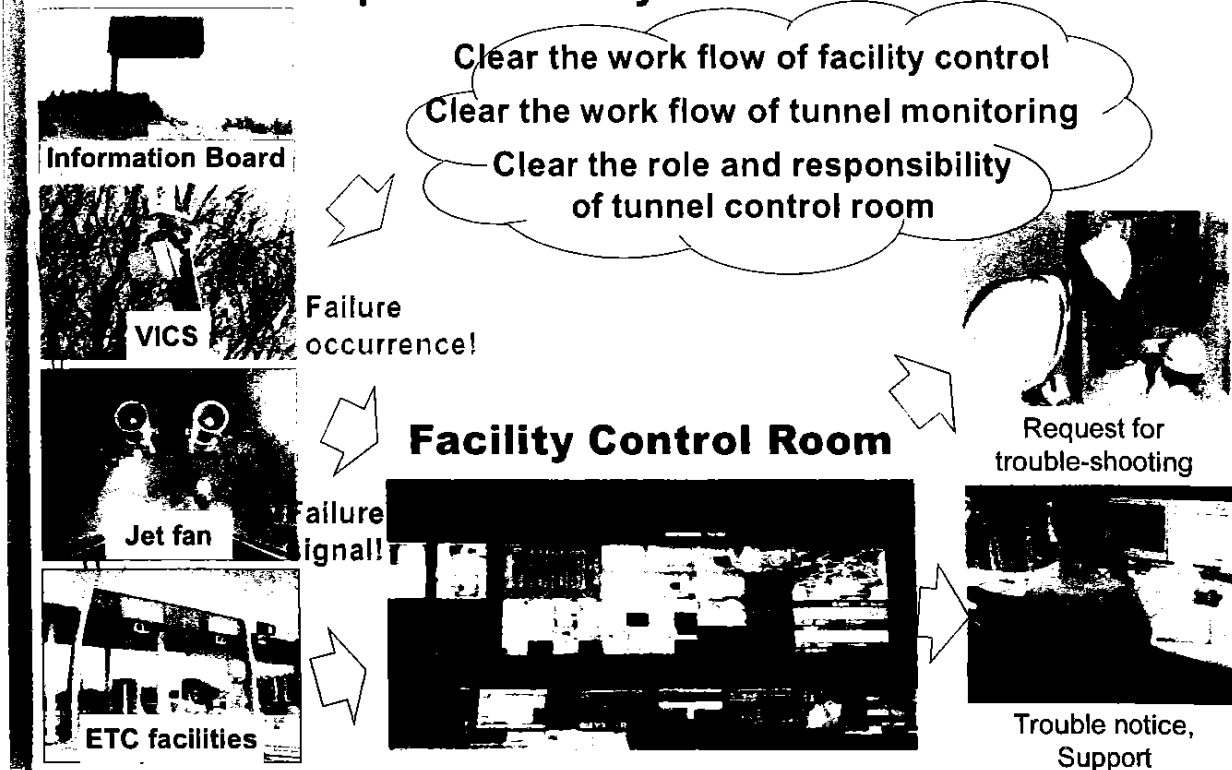 Clear the work flow of facility control
Clear the work flow of tunnel monitoring
Clear the role and responsibility
of tunnel control room
Information Board
VICS
Failure
occurrence!
Jet fan
Failure
signal!
ETC facilities
Facility Control Room
Request for
trouble-shooting
Trouble notice,
Support